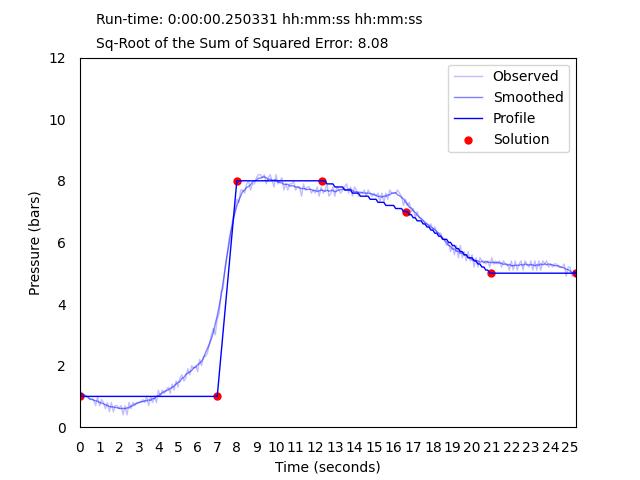 Run-time: 0:00:00.250331 hh:mm:ss hh:mm:ss
Sq-Root of the Sum of Squared Error: 8.08
Observed
Smoothed
Profile
Solution
Pressure (bars)
12
10
8
6
4
2
0
0 1 2 3 4 5 6 7 8 9 10 11 12 13 14 15 16 17 18 19 20 21 22 23 24 25
Time (seconds)